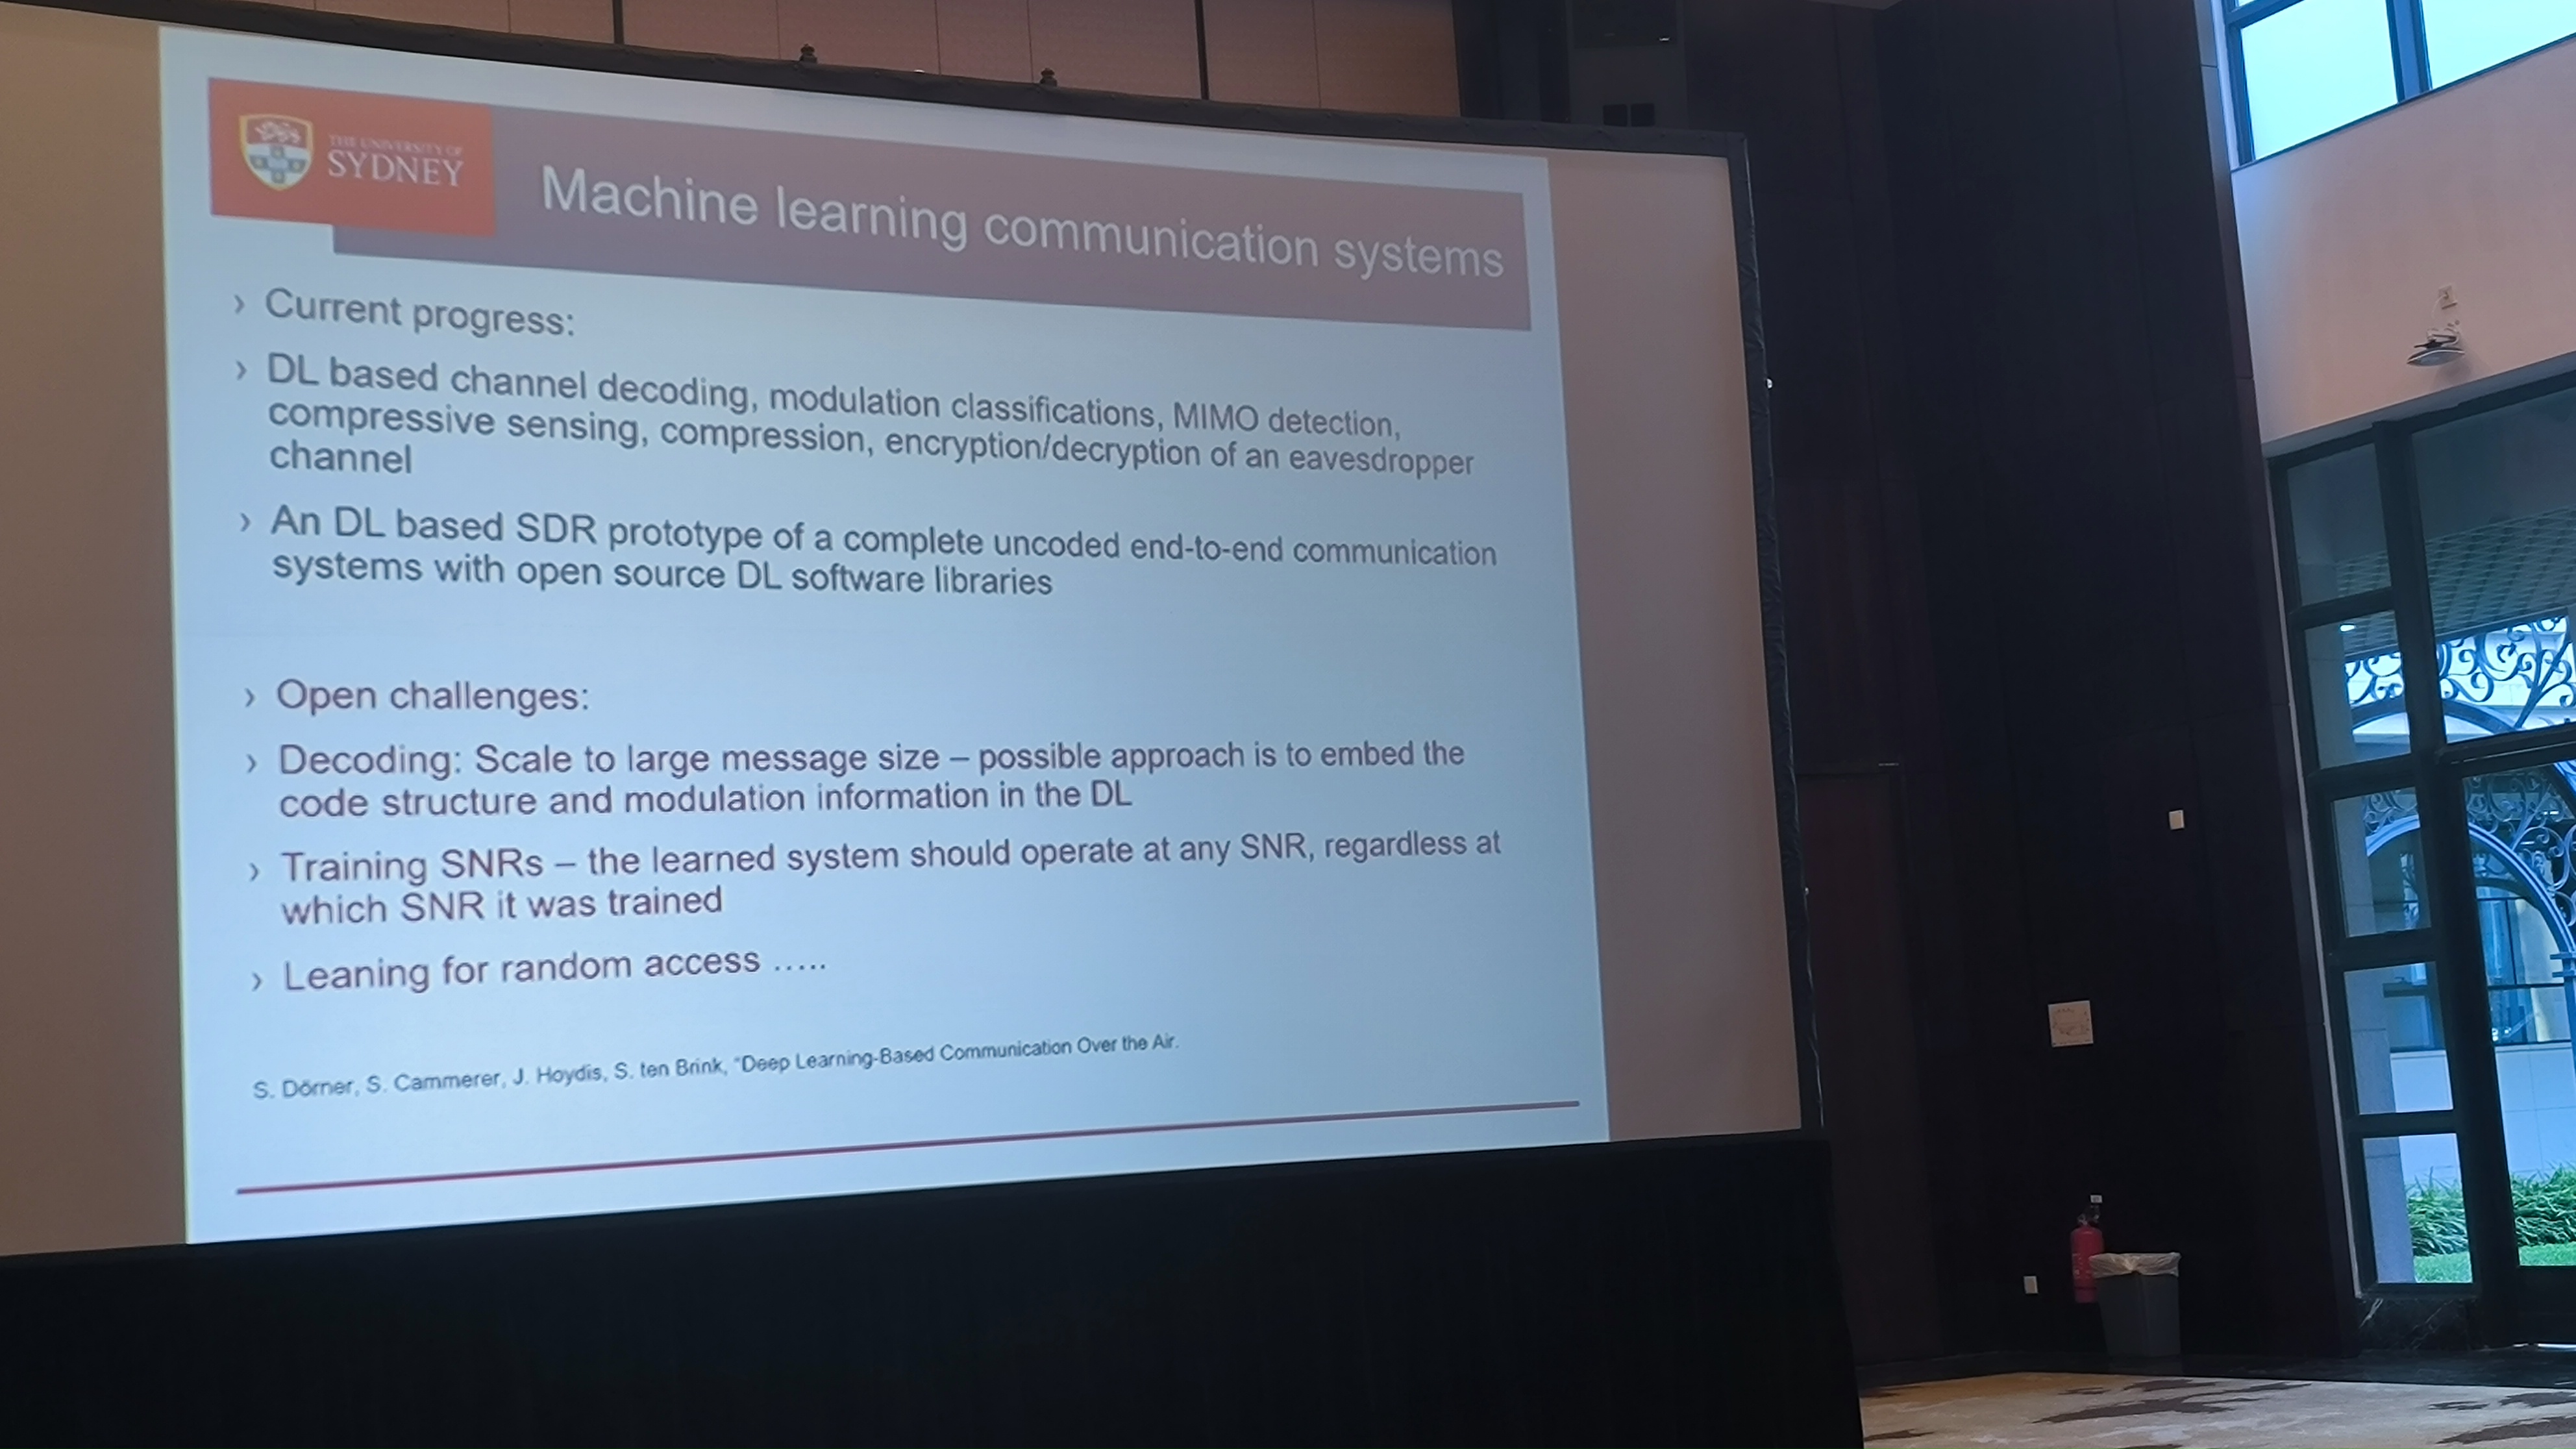 THE UNIVERSITY OF
SYDNEY
Machine learning communication systems
› Current progress:
› DL based channel decoding, modulation classifications, MIMO detection,
compressive sensing, compression, encryption/decryption of an eavesdropper
channel
› An DL based SDR prototype of a complete uncoded end-to-end communication
systems with open source DL software libraries
› Open challenges:
› Decoding: Scale to large message size – possible approach is to embed the
code structure and modulation information in the DL
› Training SNRs – the learned system should operate at any SNR, regardless at
which SNR it was trained
› Leaning for random access …..
S. Dörner, S. Cammerer, J. Hoydis, S. ten Brink, “Deep Learning-Based Communication Over the Air.